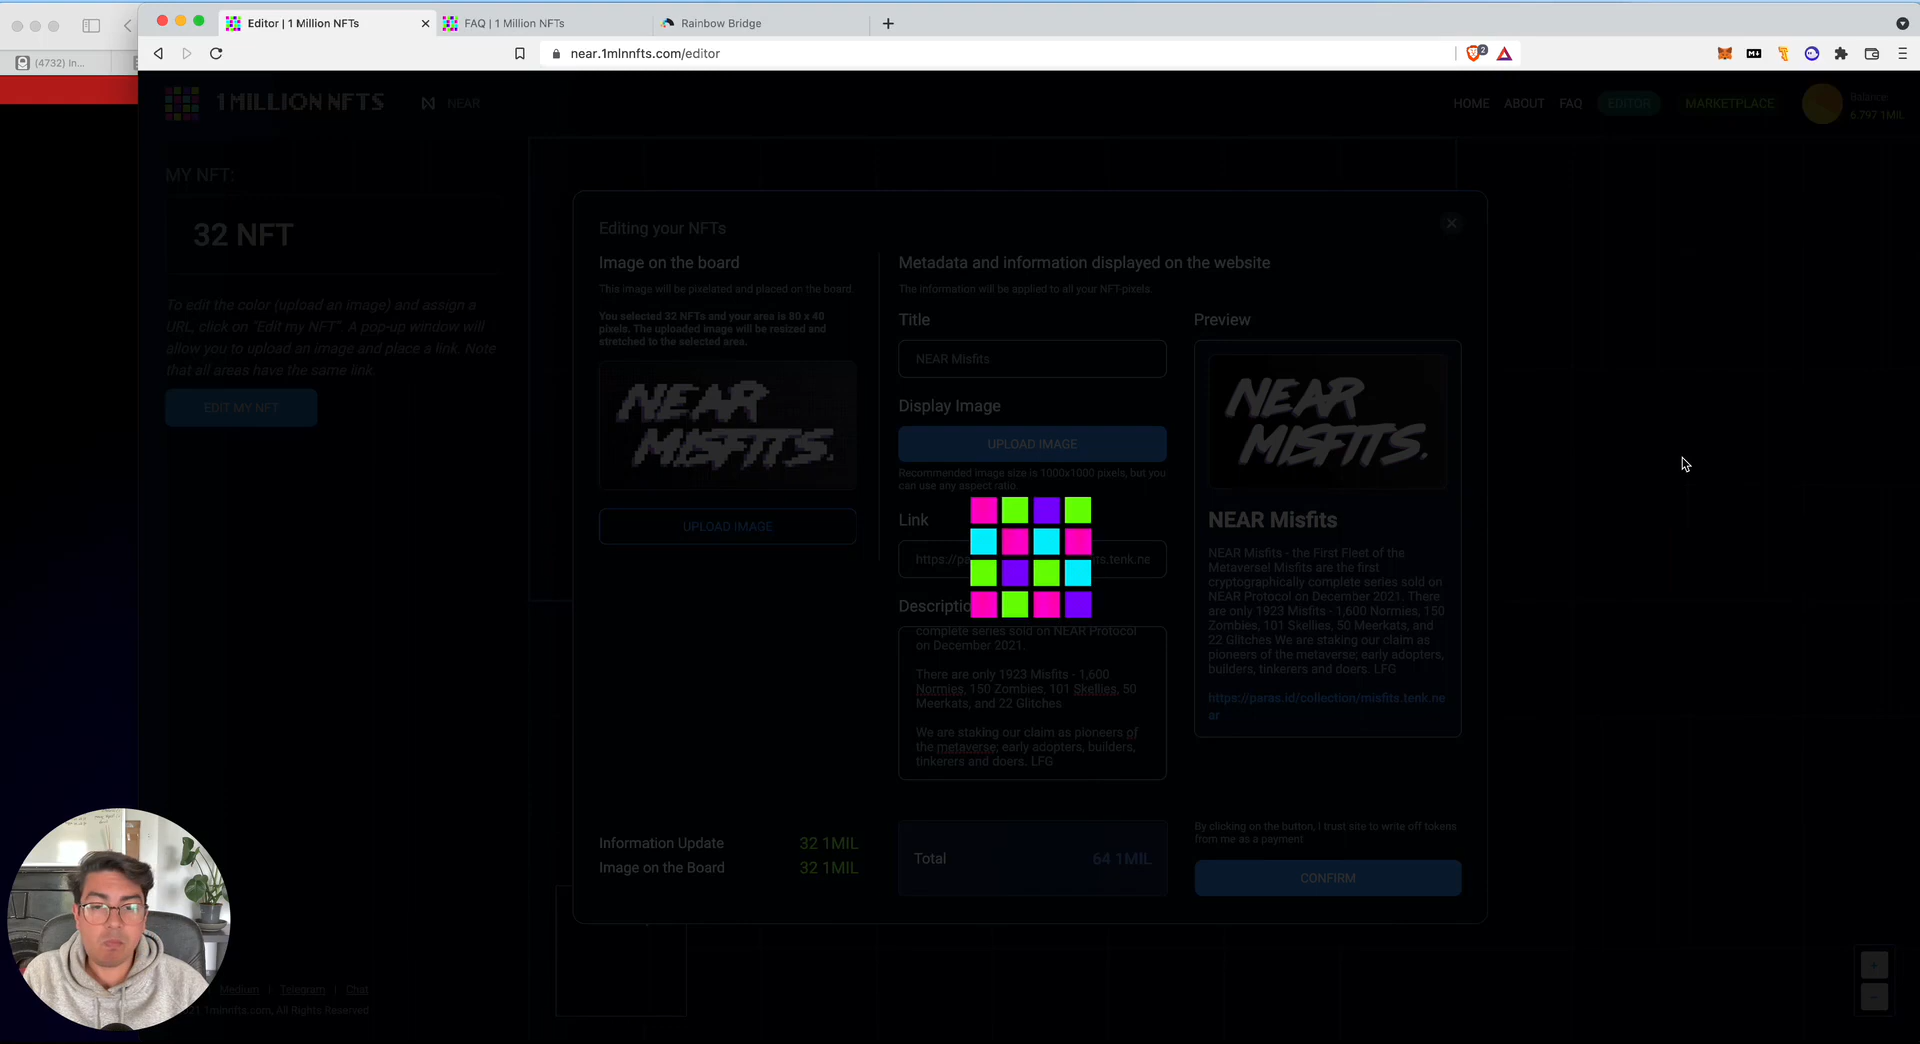 Editor | 1 Million NFTs
FAQ | 1 Million NFTs
Rainbow Bridge
(4732) In...
near.1mlnnfts.com/editor
2
1 MILLION NFTS
NEAR
HOME
ABOUT
FAQ
EDITOR
MARKETPLACE
Balance:
6.797 1MIL
MY NFT:
32 NFT
To edit the color (upload an image) and assign a
URL, click on "Edit my NFT". A pop-up window will
allow you to upload an image and place a link. Note
that all areas have the same link.
EDIT MY NFT
Editing your NFTs
Image on the board
This image will be pixelated and placed on the board.
You selected 32 NFTs and your area is 80 x 40
pixels. The uploaded image will be resized and
stretched to the selected area.
NEAR
MISFITS.
UPLOAD IMAGE
Metadata and information displayed on the website
The information will be applied to all your NFT-pixels.
Title
NEAR Misfits
Display Image
UPLOAD IMAGE
Recommended image size is 1000x1000 pixels, but you
can use any aspect ratio.
Link
https://pa
ts.tenk.ne
Descriptio
complete series sold on NEAR Protocol
on December 2021.
There are only 1923 Misfits - 1,600
Normies, 150 Zombies, 101 Skellies, 50
Meerkats, and 22 Glitches
We are staking our claim as pioneers of
the metaverse; early adopters, builders,
tinkerers and doers. LFG
Preview
NEAR
MISFITS.
NEAR Misfits
NEAR Misfits - the First Fleet of the
Metaverse! Misfits are the first
cryptographically complete series sold on
NEAR Protocol on December 2021. There
are only 1923 Misfits - 1,600 Normies, 150
Zombies, 101 Skellies, 50 Meerkats, and
22 Glitches We are staking our claim as
pioneers of the metaverse; early adopters,
builders, tinkerers and doers. LFG
https://paras.id/collection/misfits.tenk.ne
ar
Information Update 32 1MIL
Image on the Board 32 1MIL
Total 64 1MIL
By clicking on the button, I trust site to write off tokens
from me as a payment
CONFIRM
Medium | Telegram | Chat
1mlnnfts.com, All Rights Reserved